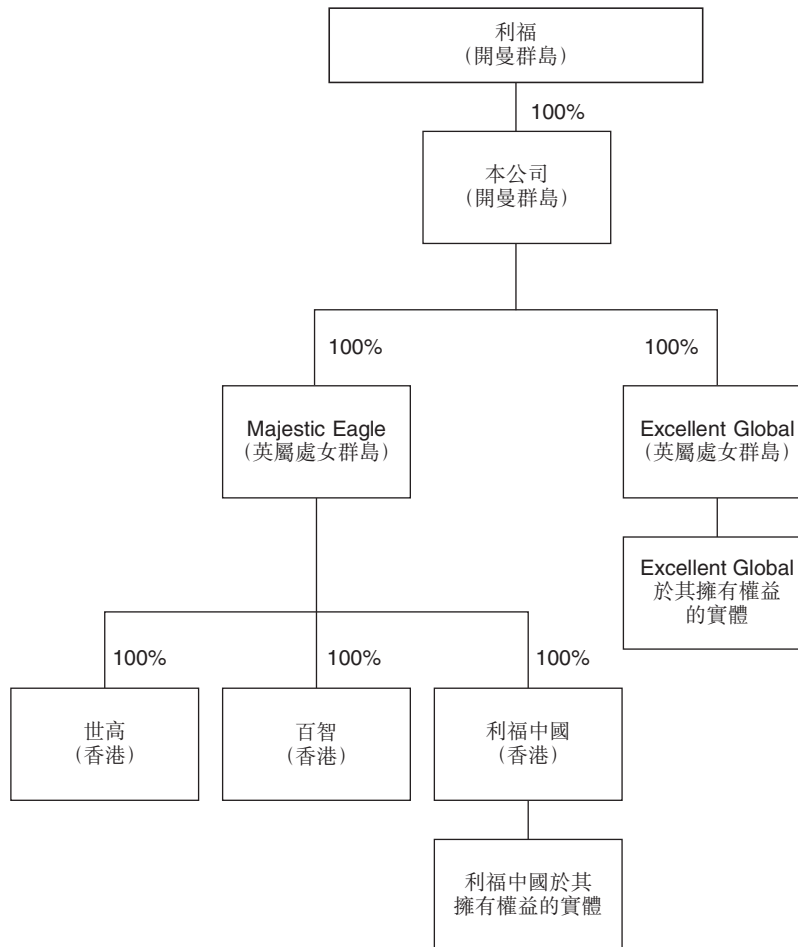 利福
（開曼群島）
100%
本公司
（開曼群島）
100%
100%
Majestic Eagle
（英屬處女群島）
Excellent Global
（英屬處女群島）
Excellent Global
於其擁有權益
的實體
100%
100%
100%
世高
（香港）
百智
（香港）
利福中國
（香港）
利福中國於其
擁有權益的實體